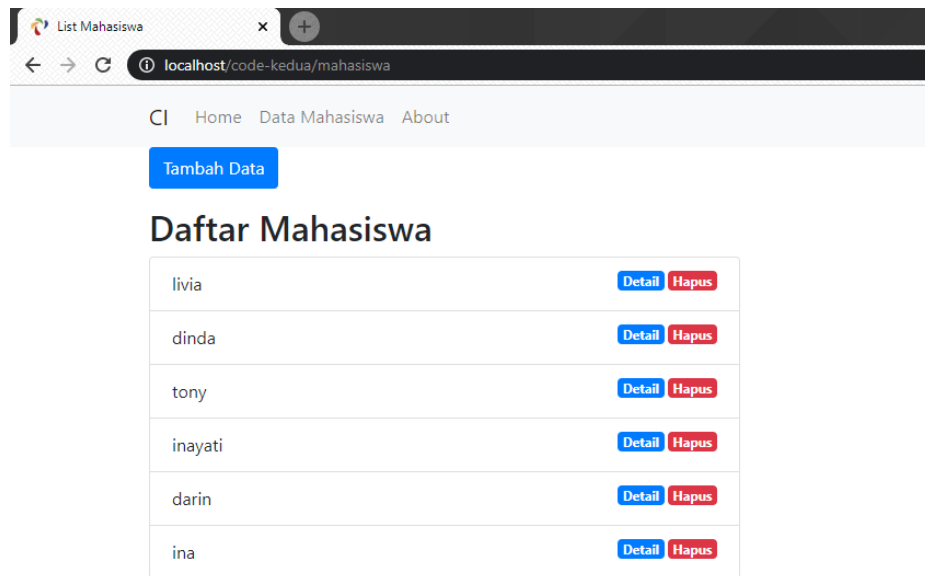 List Mahasiswa
localhost/code-kedua/mahasiswa
CI Home Data Mahasiswa About
Tambah Data
Daftar Mahasiswa
livia Detail Hapus
dinda Detail Hapus
tony Detail Hapus
inayati Detail Hapus
darin Detail Hapus
ina Detail Hapus